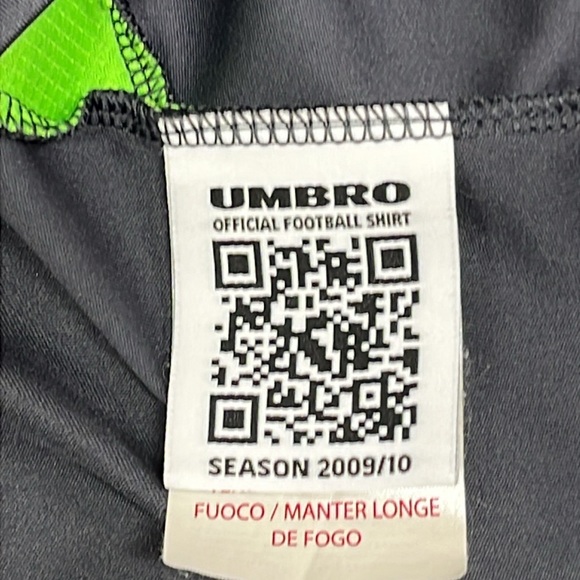 UMBRO
OFFICIAL FOOTBALL SHIRT
SEASON 2009/10
FUOCO / MANTER LONGE
DE FOGO